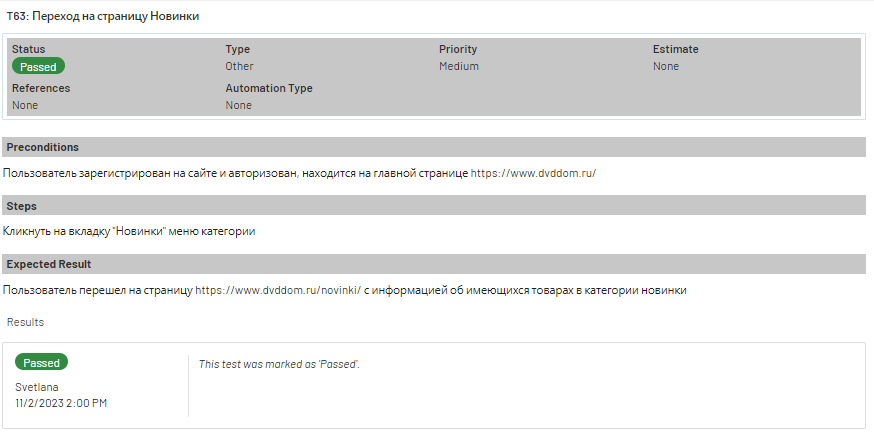 T63: Переход на страницу Новинки
Status Type Priority Estimate
Passed Other Medium None
References Automation Type
None None
Preconditions
Пользователь зарегистрирован на сайте и авторизован, находится на главной странице https://www.dvddom.ru/
Steps
Кликнуть на вкладку "Новинки" меню категории
Expected Result
Пользователь перешел на страницу https://www.dvddom.ru/novinki/ с информацией об имеющихся товарах в категории новинки
Results
Passed This test was marked as 'Passed'.
Svetlana
11/2/2023 2:00 PM